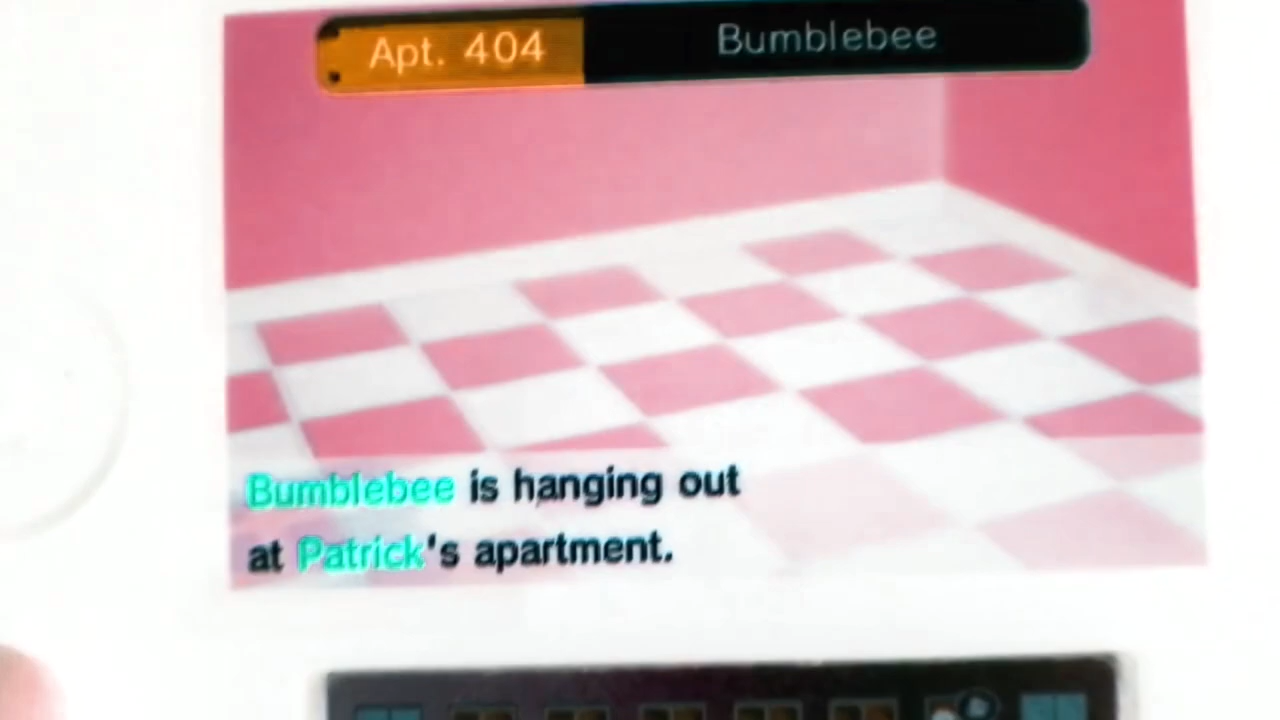 Apt. 404 Bumblebee
Bumblebee is hanging out
at Patrick's apartment.